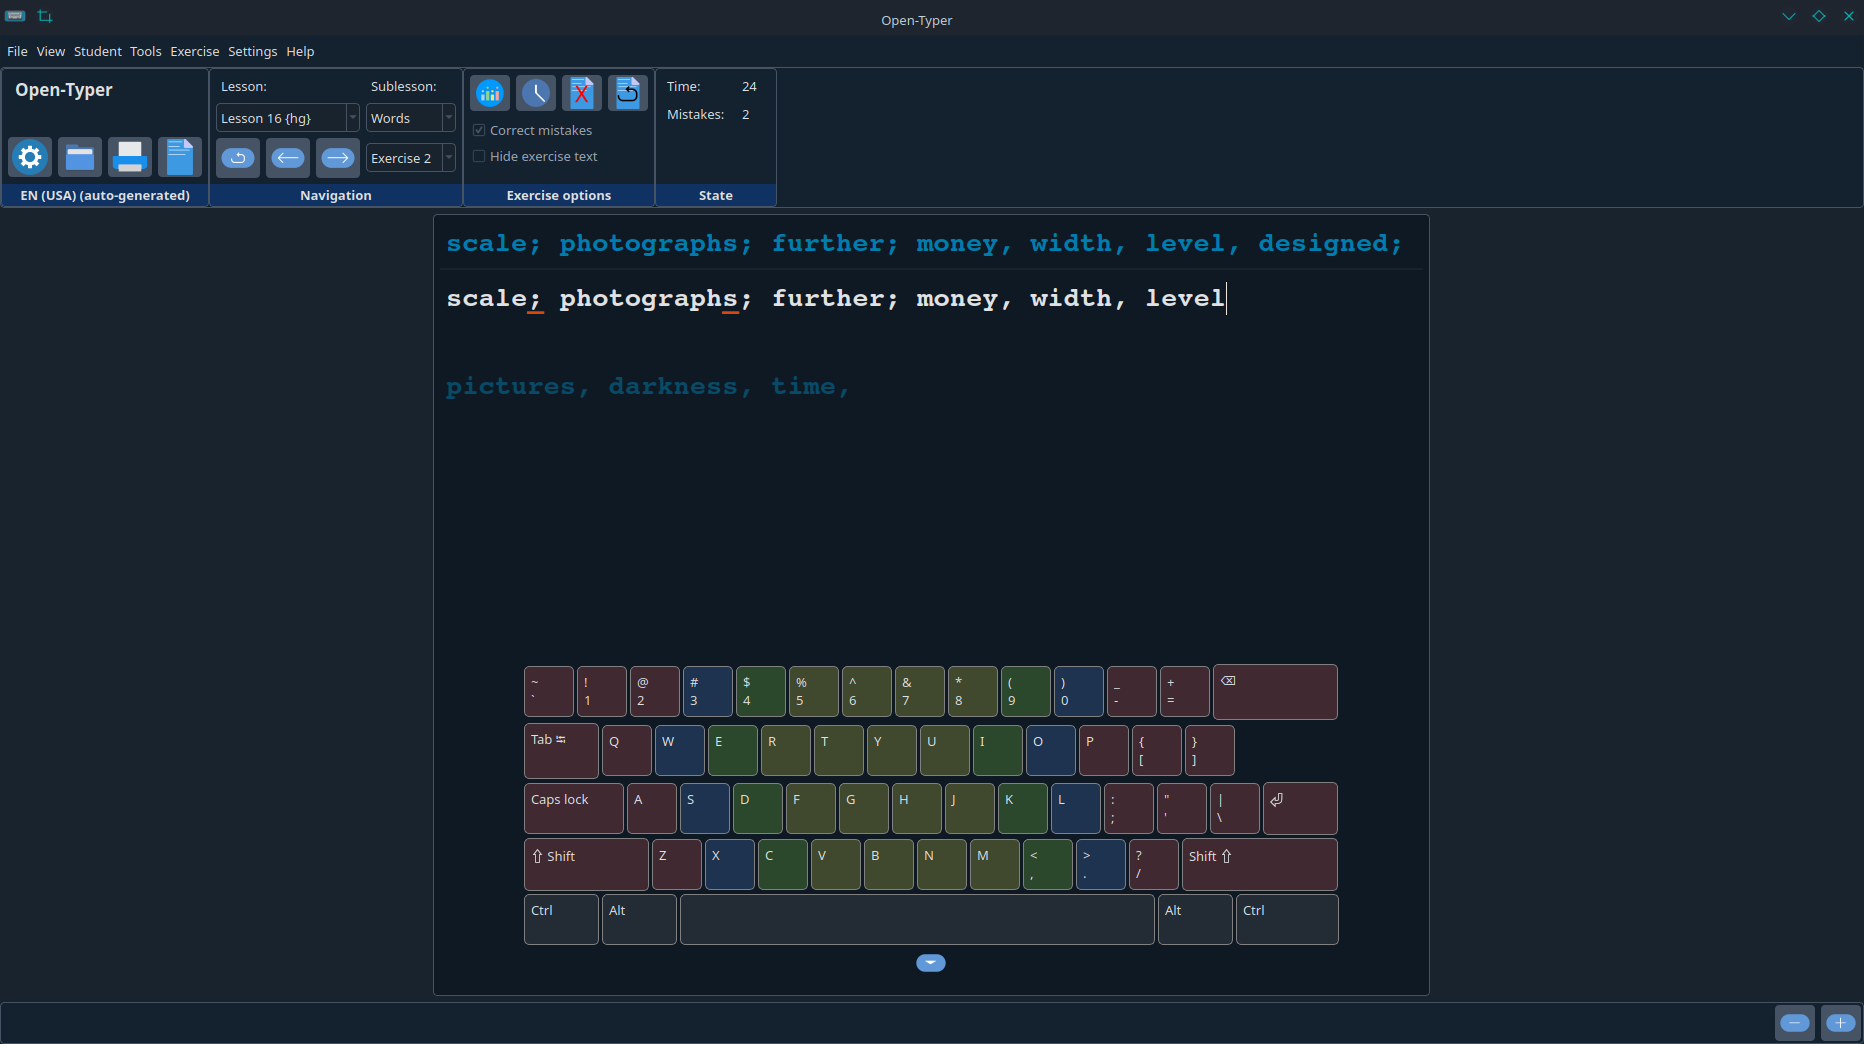 Open-Typer
File View Student Tools Exercise Settings Help
Open-Typer
EN (USA) (auto-generated)
Lesson: Sublesson:
Lesson 16 {hg} Words
Exercise 2
Navigation
Correct mistakes
Hide exercise text
Exercise options
Time: 24
Mistakes: 2
State
scale; photographs; further; money, width, level, designed;
scale; photographs; further; money, width, level
pictures, darkness, time,
~ ! @ # $ % ^ & * ( ) _ + ⌫
` 1 2 3 4 5 6 7 8 9 0 - =
Tab ↹ Q W E R T Y U I O P { }
[ ]
Caps lock A S D F G H J K L : " | ⏎
; ' \
⇧ Shift Z X C V B N M < > ? Shift ⇧
, . /
Ctrl Alt Alt Ctrl